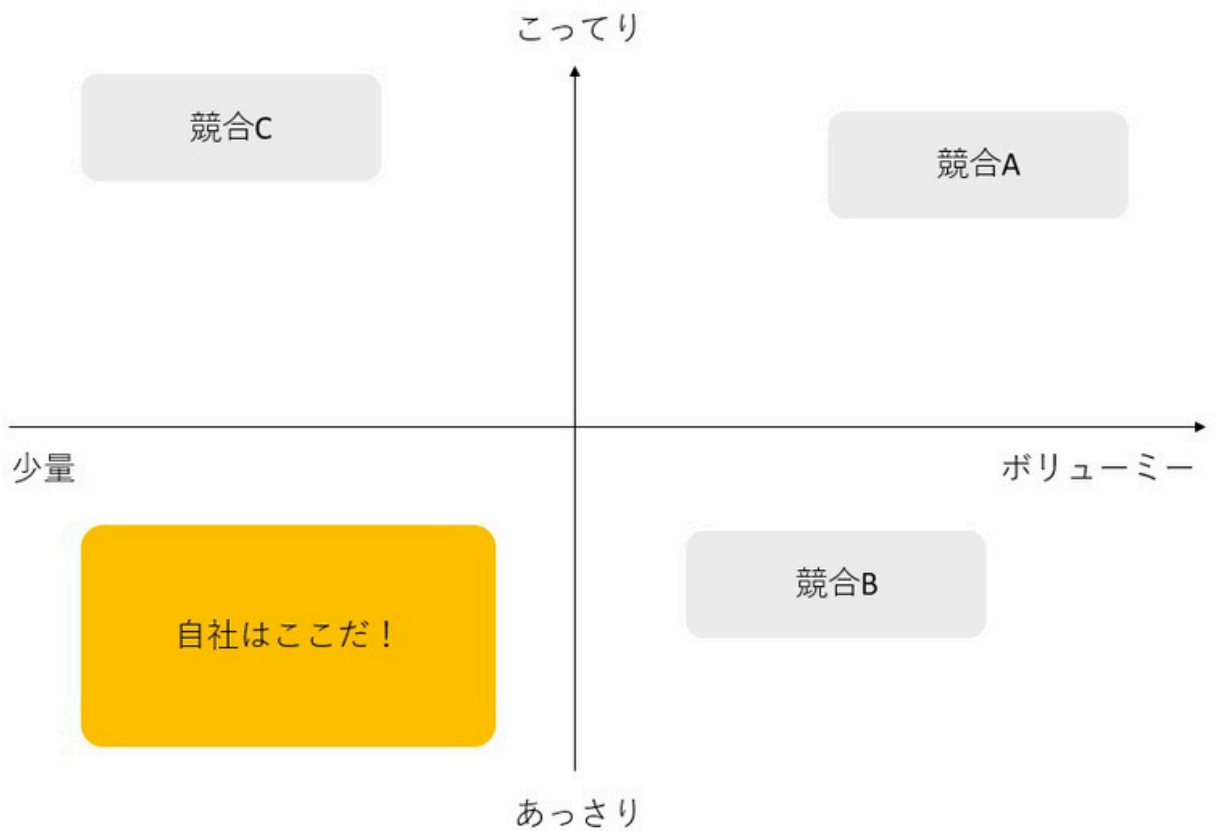 こってり
競合C
競合A
少量
ボリューミー
自社はここだ！
競合B
あっさり